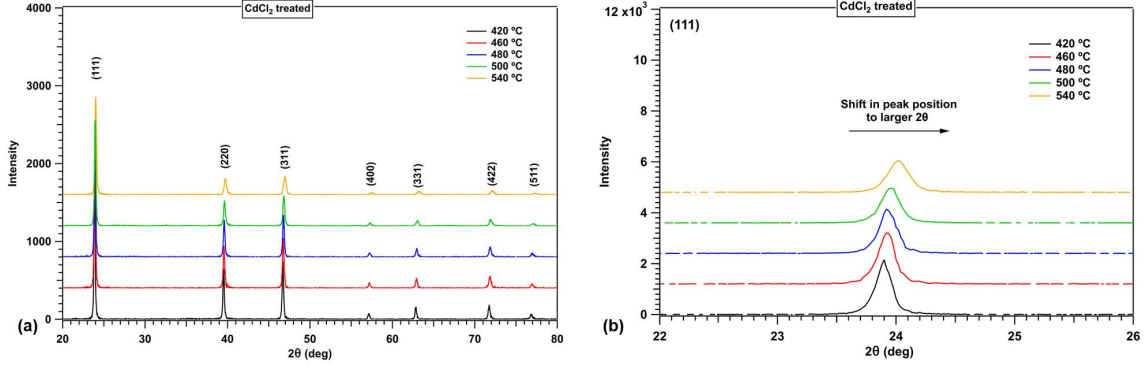 CdCl2 treated
4000
3000
2000
1000
0
Intensity
420 ºC
460 ºC
480 ºC
500 ºC
540 ºC
(111)
(220)
(311)
(400)
(331)
(422)
(511)
(a)
20
30
40
50
60
70
80
2θ (deg)
CdCl2 treated
12 x10³
10
8
6
4
2
0
Intensity
(111)
420 ºC
460 ºC
480 ºC
500 ºC
540 ºC
Shift in peak position
to larger 2θ
(b)
22
23
24
25
26
2θ (deg)